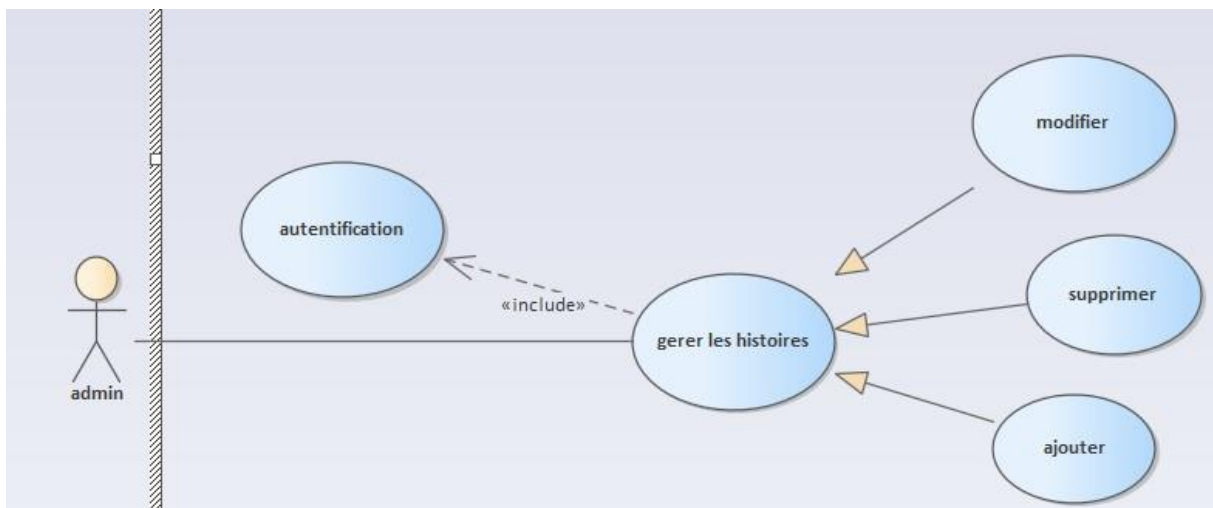 modifier
autentification
supprimer
«include»
gerer les histoires
admin
ajouter